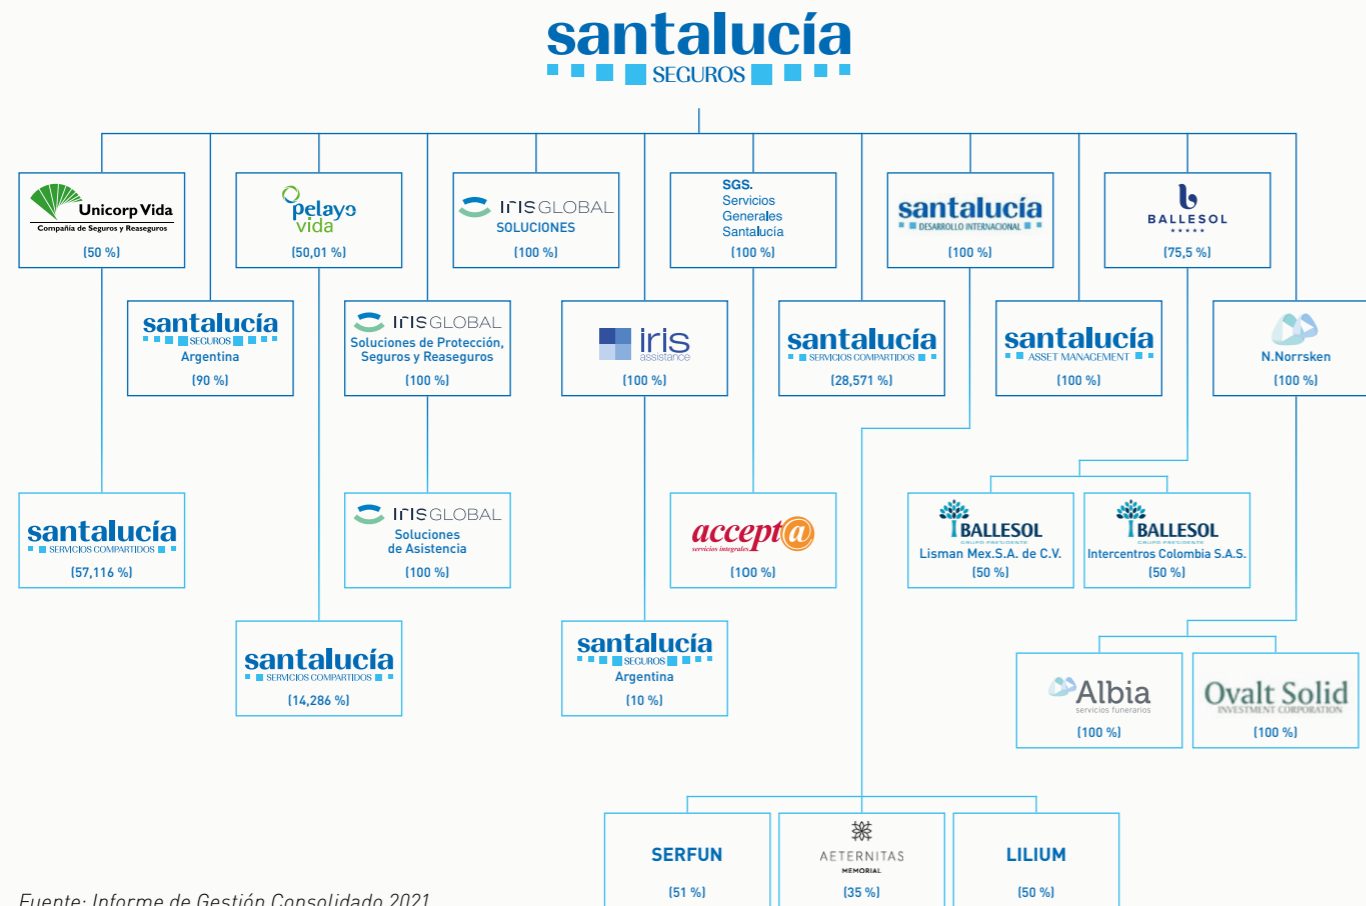 santalucía
SEGUROS
Unicorp Vida
Compañía de Seguros y Reaseguros
(50 %)
pelayo
vida
(50,01 %)
IrISGLOBAL
SOLUCIONES
(100 %)
SGS.
Servicios
Generales
Santalucía
(100 %)
santalucía
DESARROLLO INTERNACIONAL
(100 %)
BALLESOL
(75,5 %)
santalucía
SEGUROS
Argentina
(90 %)
IrISGLOBAL
Soluciones de Protección,
Seguros y Reaseguros
(100 %)
iris
assistance
(100 %)
santalucía
SERVICIOS COMPARTIDOS
(28,571 %)
santalucía
ASSET MANAGEMENT
(100 %)
N.Norrsken
(100 %)
santalucía
SERVICIOS COMPARTIDOS
(57,116 %)
IrISGLOBAL
Soluciones
de Asistencia
(100 %)
accept@
servicios integrales
(100 %)
BALLESOL
GRUPO PRESIDENTE
Lisman Mex.S.A. de C.V.
(50 %)
BALLESOL
GRUPO PRESIDENTE
Intercentros Colombia S.A.S.
(50 %)
santalucía
SERVICIOS COMPARTIDOS
(14,286 %)
santalucía
SEGUROS
Argentina
(10 %)
Albia
servicios funerarios
(100 %)
Ovalt Solid
INVESTMENT CORPORATION
(100 %)
SERFUN
(51 %)
AETERNITAS
MEMORIAL
(35 %)
LILIUM
(50 %)
Fuente: Informe de Gestión Consolidado 2021